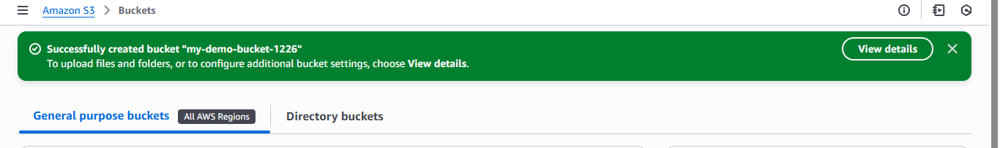 Amazon S3 > Buckets
Successfully created bucket "my-demo-bucket-1226"
View details
To upload files and folders, or to configure additional bucket settings, choose View details.
General purpose buckets All AWS Regions Directory buckets